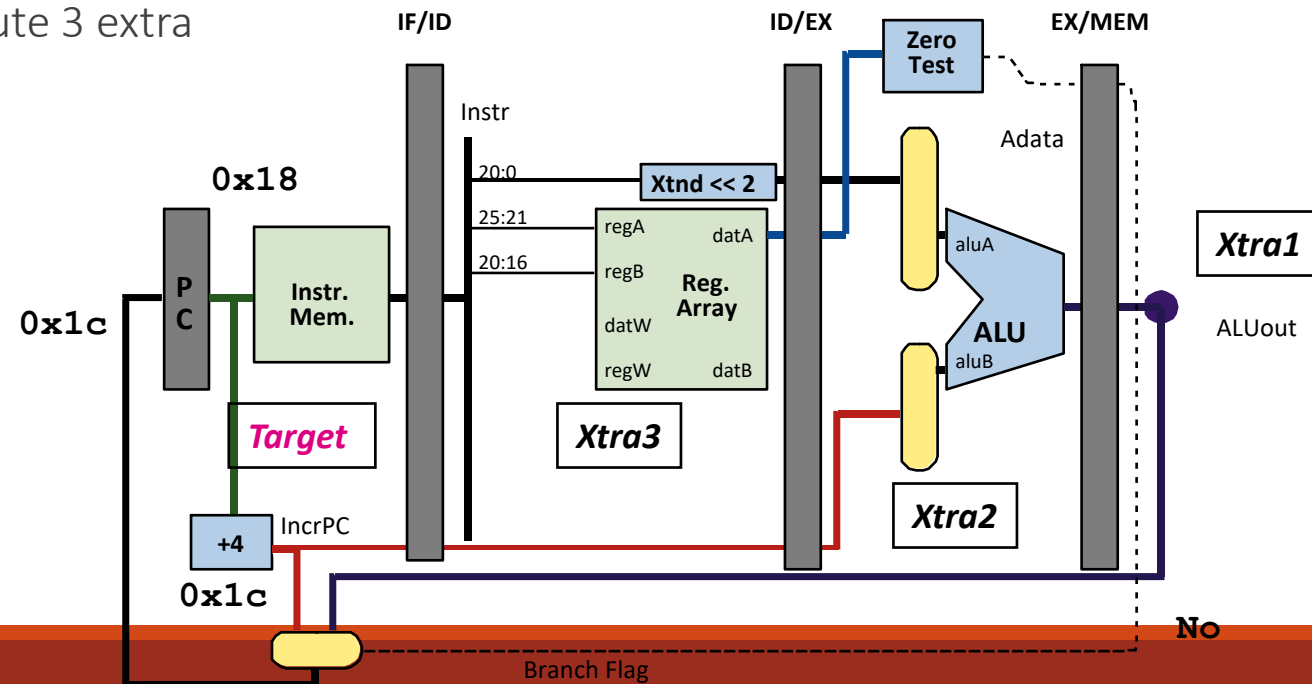 ute 3 extra
IF/ID
ID/EX
EX/MEM
Zero
Test
Instr
Adata
0x18
20:0
Xtnd << 2
25:21
regA
datA
20:16
regB
Reg.
Array
datW
regW
datB
P
C
Instr.
Mem.
0x1c
aluA
ALU
aluB
Xtra1
ALUout
Target
Xtra3
Xtra2
+4
IncrPC
0x1c
No
Branch Flag